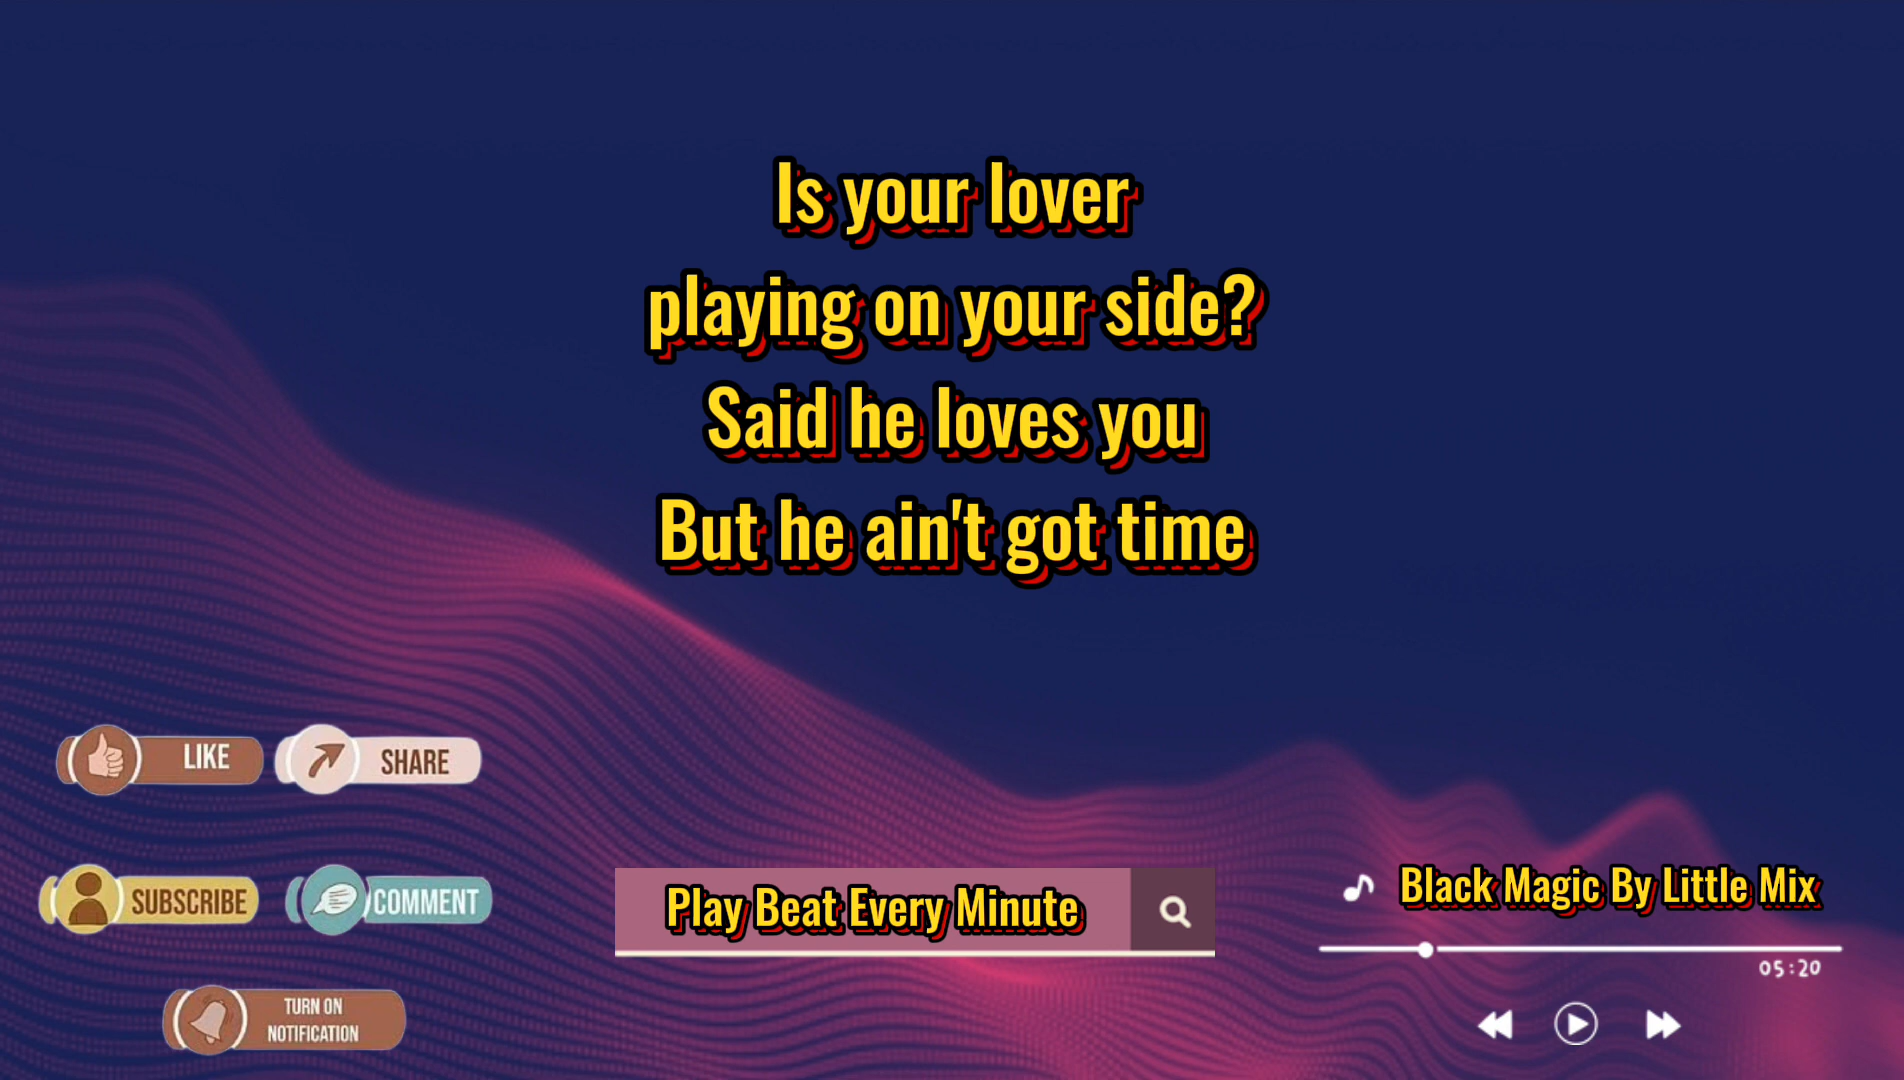 Is your lover
playing on your side?
Said he loves you
But he ain't got time
LIKE
SHARE
SUBSCRIBE
COMMENT
TURN ON
NOTIFICATION
Play Beat Every Minute
Black Magic By Little Mix
05:20